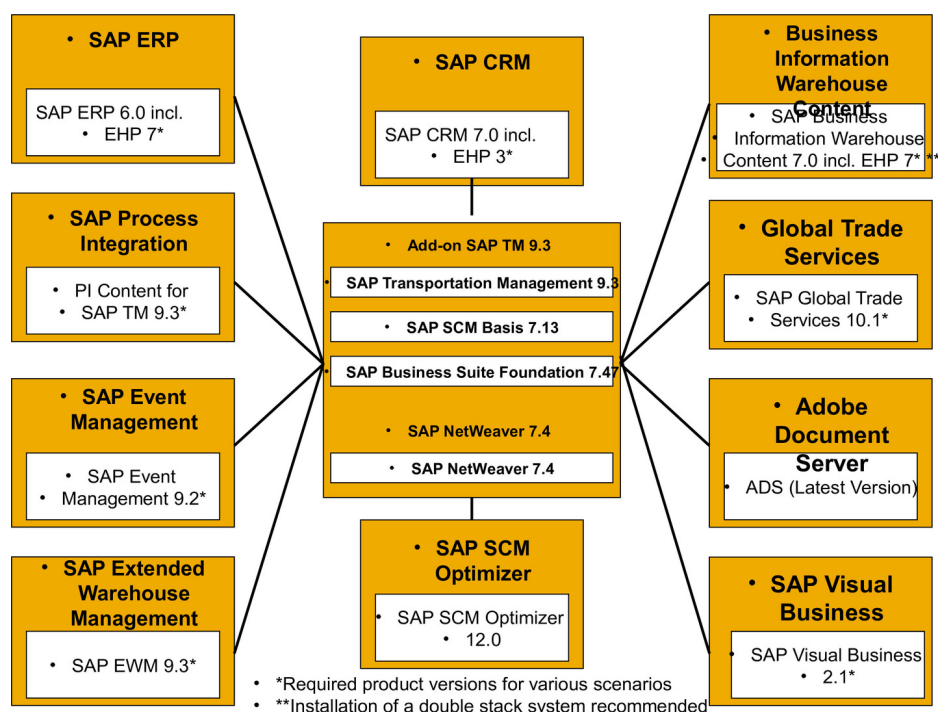 • SAP ERP
SAP ERP 6.0 incl.
• EHP 7*
• SAP Process
Integration
• PI Content for
• SAP TM 9.3*
• SAP Event
Management
• SAP Event
• Management 9.2*
• SAP Extended
Warehouse
Management
• SAP EWM 9.3*
• SAP CRM
SAP CRM 7.0 incl.
• EHP 3*
• Add-on SAP TM 9.3
• SAP Transportation Management 9.3
• SAP SCM Basis 7.13
• SAP Business Suite Foundation 7.47
• SAP NetWeaver 7.4
• SAP NetWeaver 7.4
• SAP SCM
Optimizer
• SAP SCM Optimizer
• 12.0
• Business
Information
Warehouse
Content
• SAP Business
• Information Warehouse
• Content 7.0 incl. EHP 7* **
• Global Trade
Services
• SAP Global Trade
• Services 10.1*
• Adobe
Document
Server
• ADS (Latest Version)
• SAP Visual
Business
• SAP Visual Business
• 2.1*
• *Required product versions for various scenarios
• **Installation of a double stack system recommended